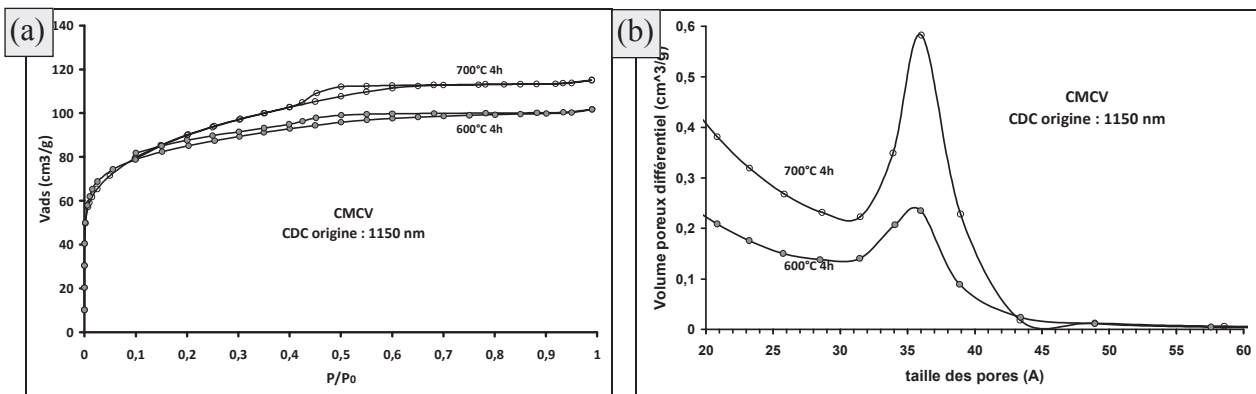 (a)
140
120
100
80
60
40
20
0
Vads (cm3/g)
700°C 4h
600°C 4h
CMCV
CDC origine : 1150 nm
0 0,1 0,2 0,3 0,4 0,5 0,6 0,7 0,8 0,9 1
P/P0
(b)
0,6
0,5
0,4
0,3
0,2
0,1
0
Volume poreux différentiel (cm^3/g)
CMCV
CDC origine : 1150 nm
700°C 4h
600°C 4h
20 25 30 35 40 45 50 55 60
taille des pores (A)